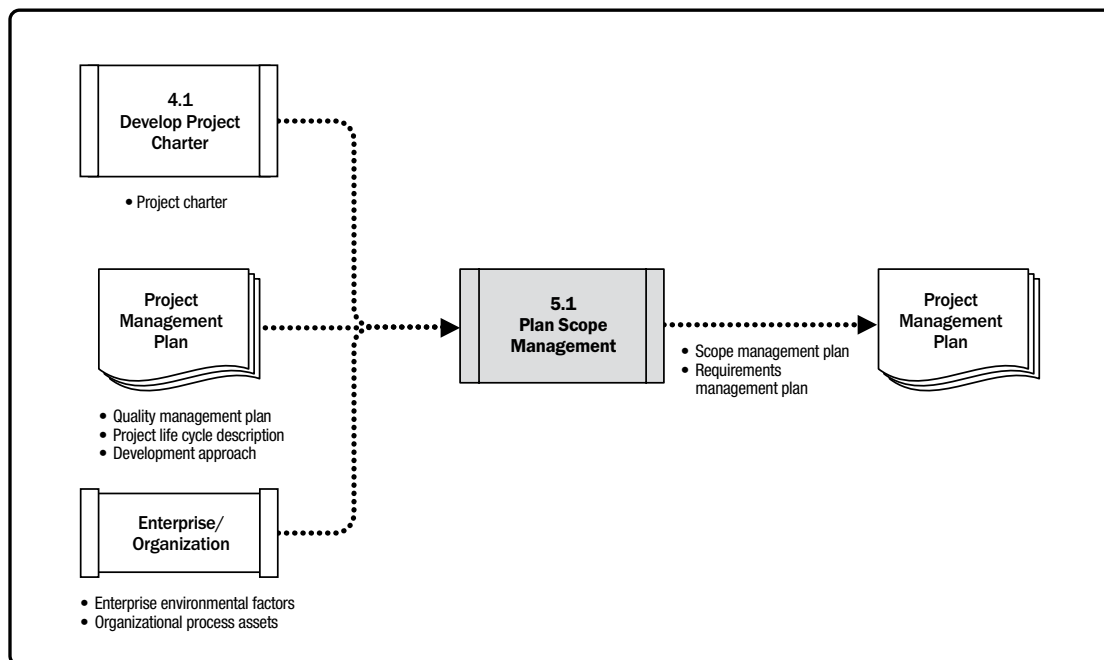 4.1
Develop Project
Charter
• Project charter
Project
Management
Plan
• Quality management plan
• Project life cycle description
• Development approach
Enterprise/
Organization
• Enterprise environmental factors
• Organizational process assets
5.1
Plan Scope
Management
• Scope management plan
• Requirements
management plan
Project
Management
Plan